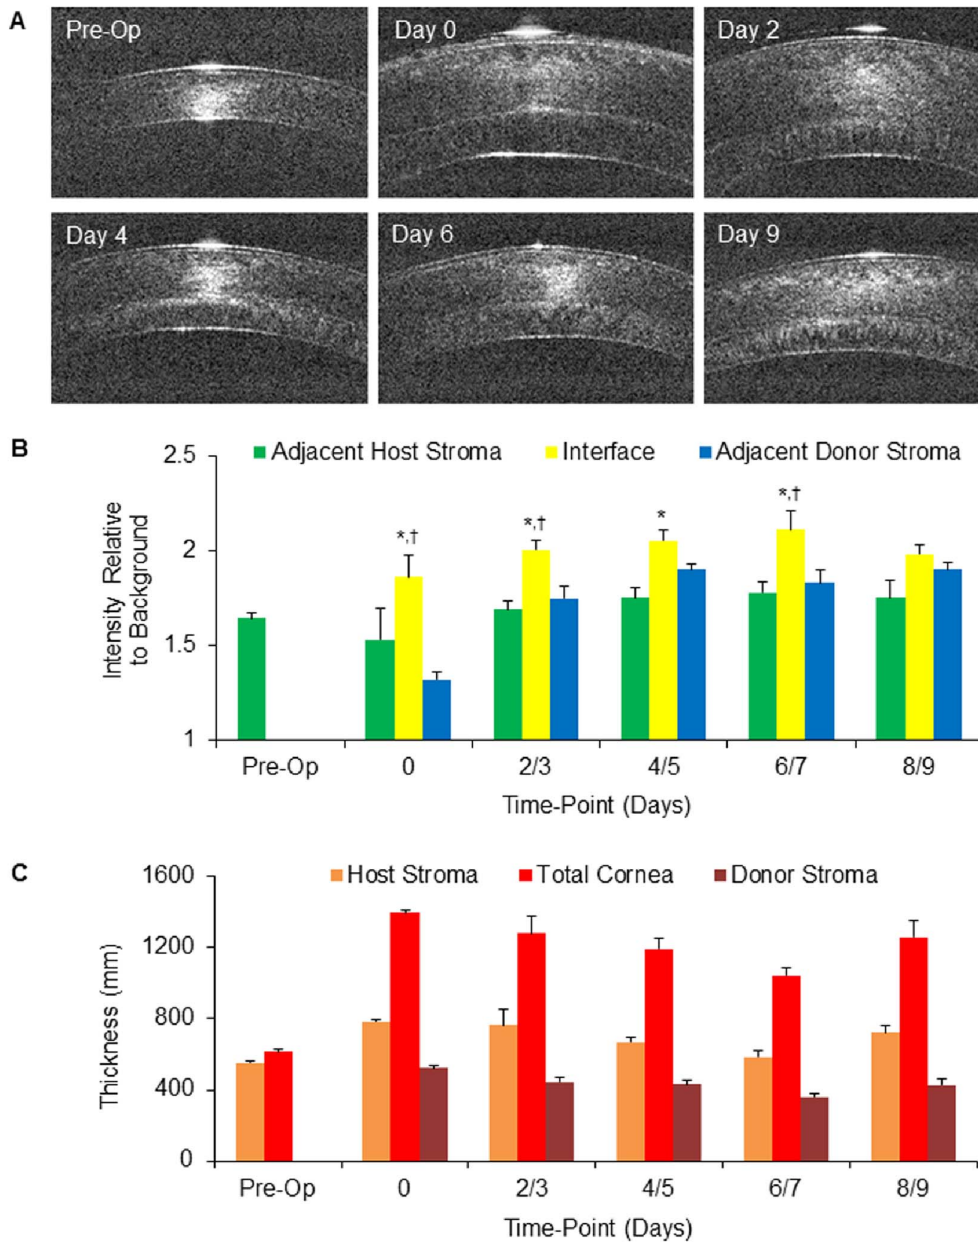 A
Pre-Op
Day 0
Day 2
Day 4
Day 6
Day 9
B
Adjacent Host Stroma
Interface
Adjacent Donor Stroma
Intensity Relative
to Background
2.5
2
1.5
1
*,†
*,†
*
*,†
Pre-Op
0
2/3
4/5
6/7
8/9
Time-Point (Days)
C
Host Stroma
Total Cornea
Donor Stroma
Thickness (mm)
1600
1200
800
400
0
Pre-Op
0
2/3
4/5
6/7
8/9
Time-Point (Days)